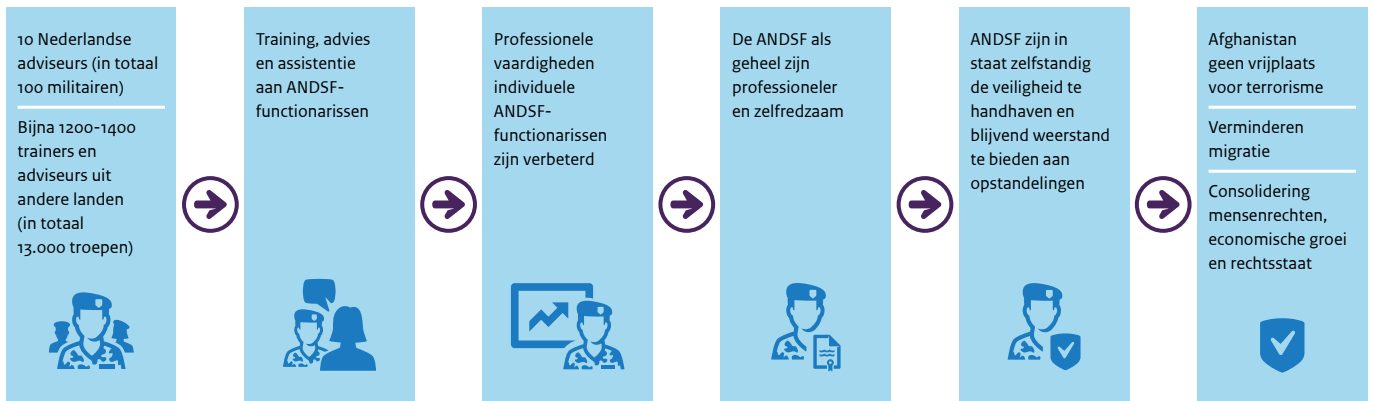 10 Nederlandse
adviseurs (in totaal
100 militairen)
Bijna 1200-1400
trainers en
adviseurs uit
andere landen
(in totaal
13.000 troepen)
Training, advies
en assistentie
aan ANDSF-
functionarissen
Professionele
vaardigheden
individuele
ANDSF-
functionarissen
zijn verbeterd
De ANDSF als
geheel zijn
professioneler
en zelfredzaam
ANDSF zijn in
staat zelfstandig
de veiligheid te
handhaven en
blijvend weerstand
te bieden aan
opstandelingen
Afghanistan
geen vrijplaats
voor terrorisme
Verminderen
migratie
Consolidering
mensenrechten,
economische groei
en rechtsstaat